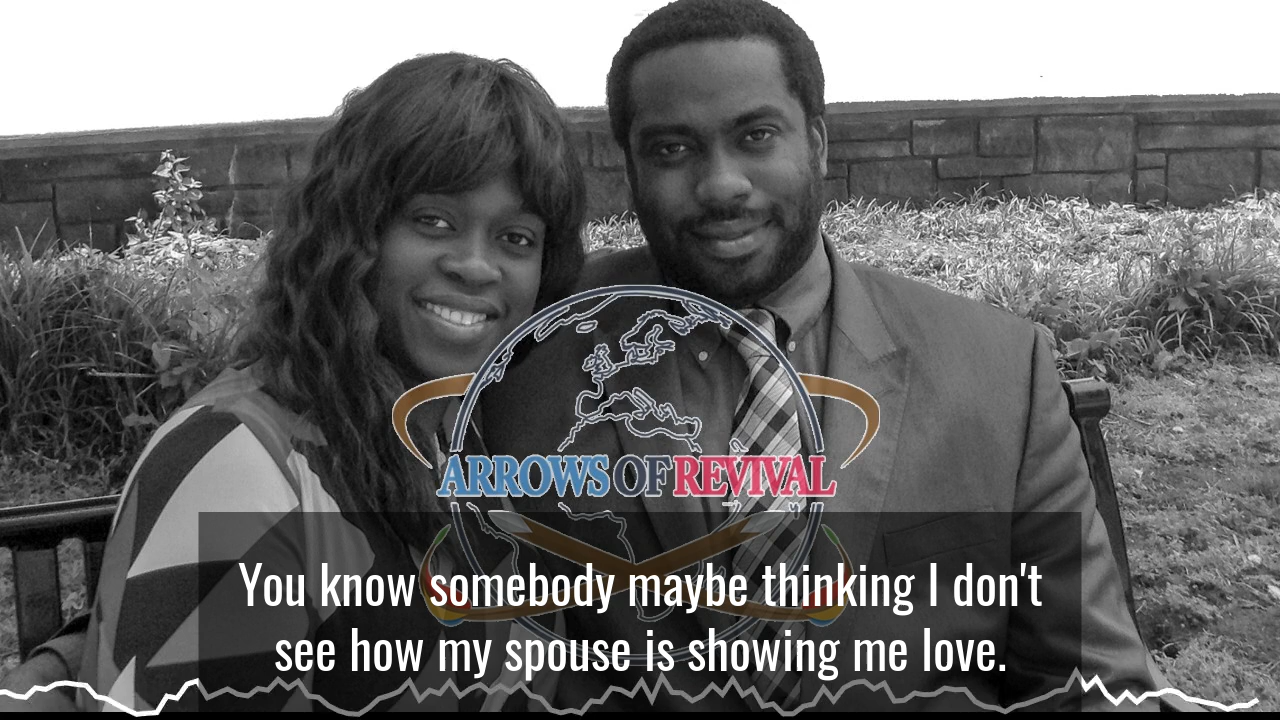 ARROWS OF REVIVAL
You know somebody maybe thinking I don't
see how my spouse is showing me love.